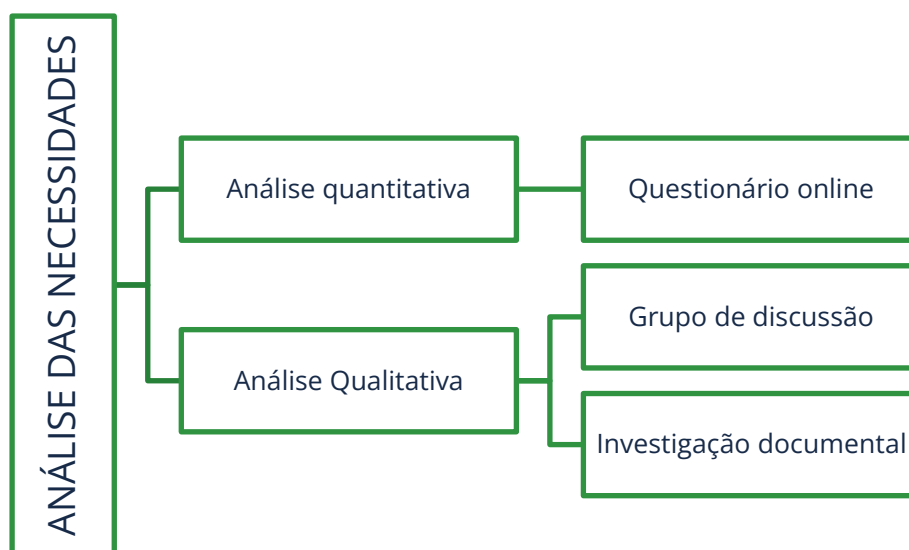 ANÁLISE DAS NECESSIDADES
Análise quantitativa
Questionário online
Análise Qualitativa
Grupo de discussão
Investigação documental